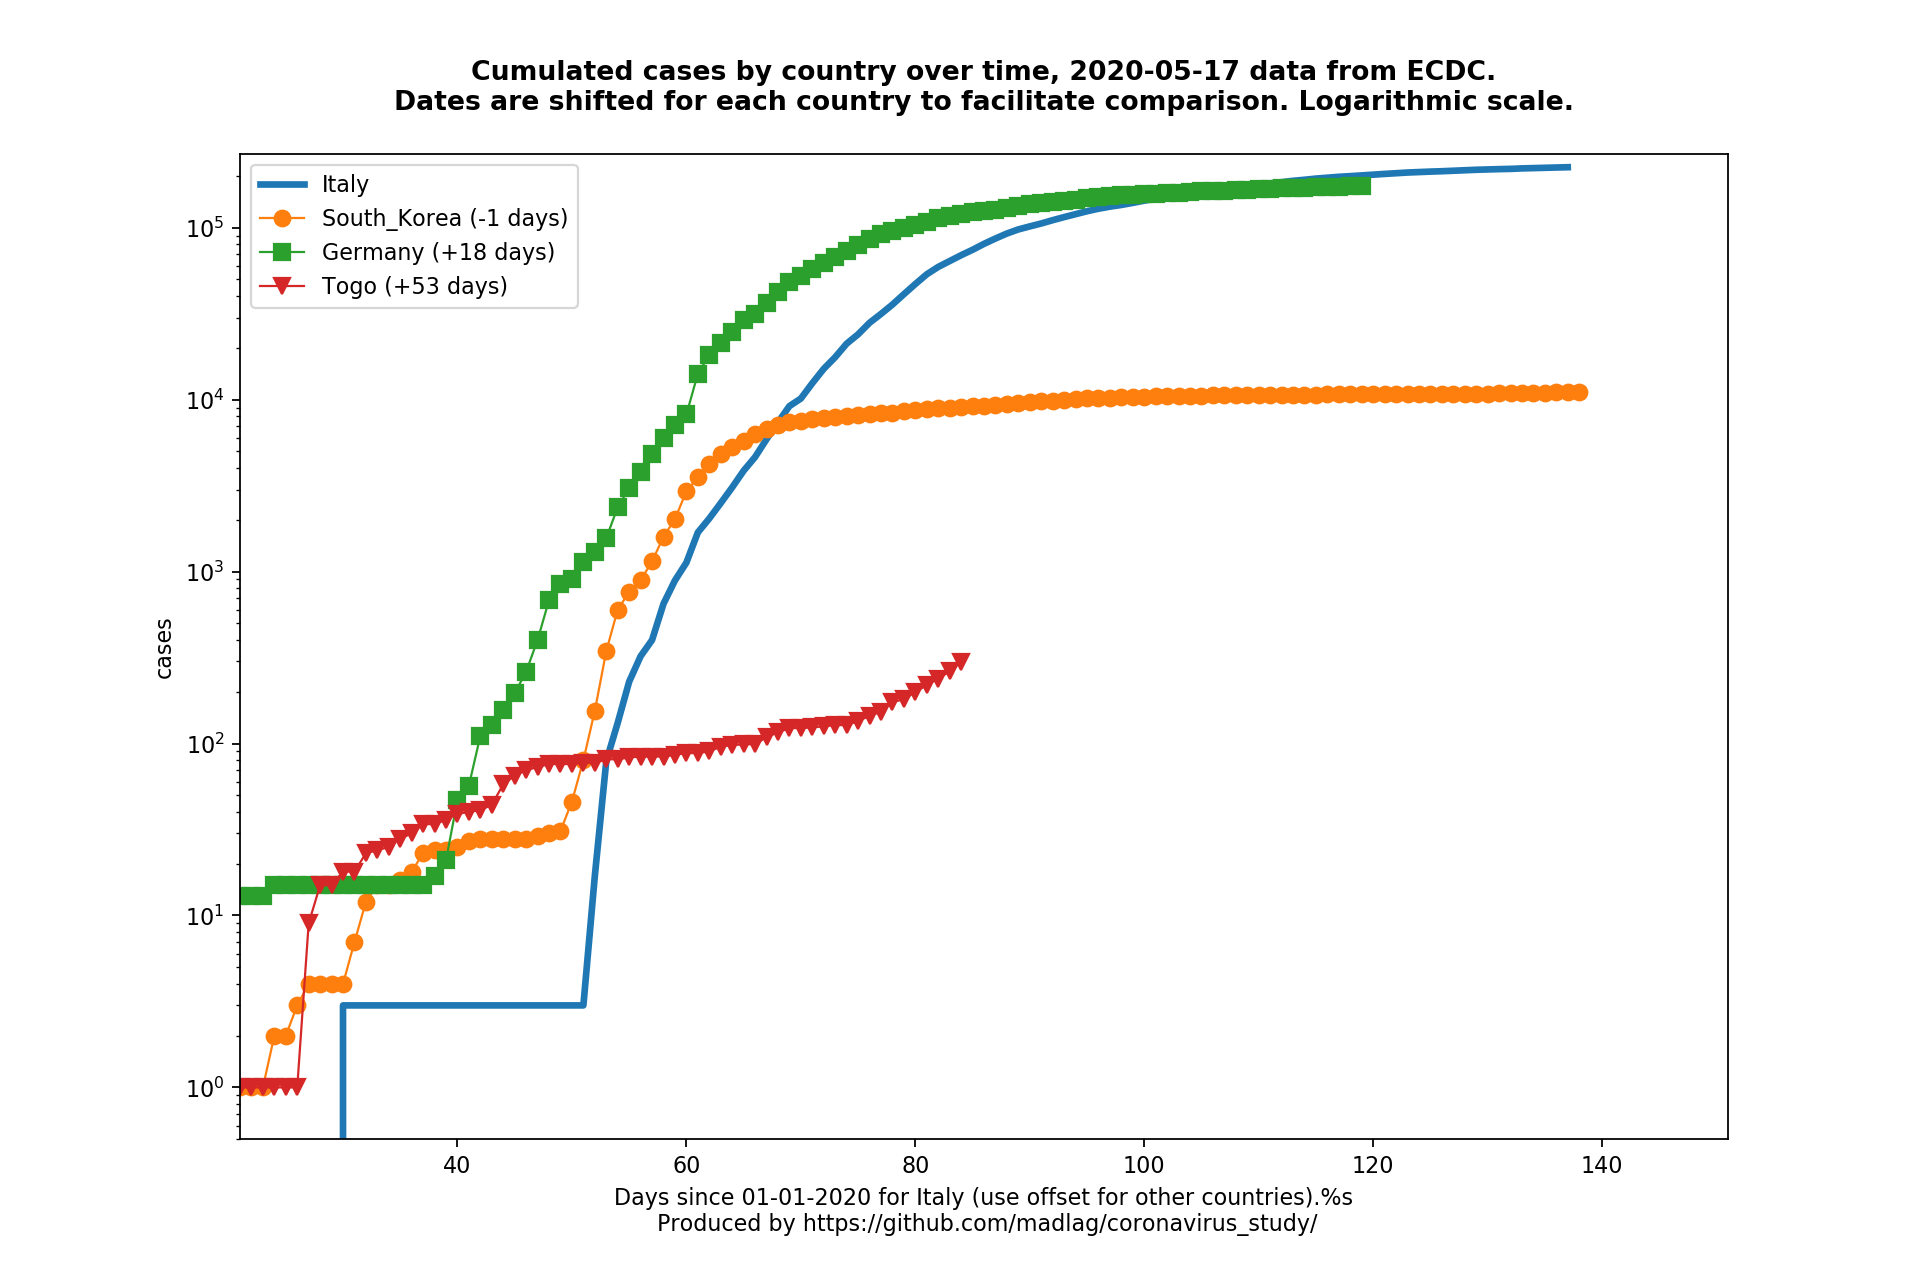 Cumulated cases by country over time, 2020-05-17 data from ECDC.
Dates are shifted for each country to facilitate comparison. Logarithmic scale.
Italy
South_Korea (-1 days)
Germany (+18 days)
Togo (+53 days)
10^5
10^4
10^3
10^2
10^1
10^0
cases
40 60 80 100 120 140
Days since 01-01-2020 for Italy (use offset for other countries).%s
Produced by https://github.com/madlag/coronavirus_study/